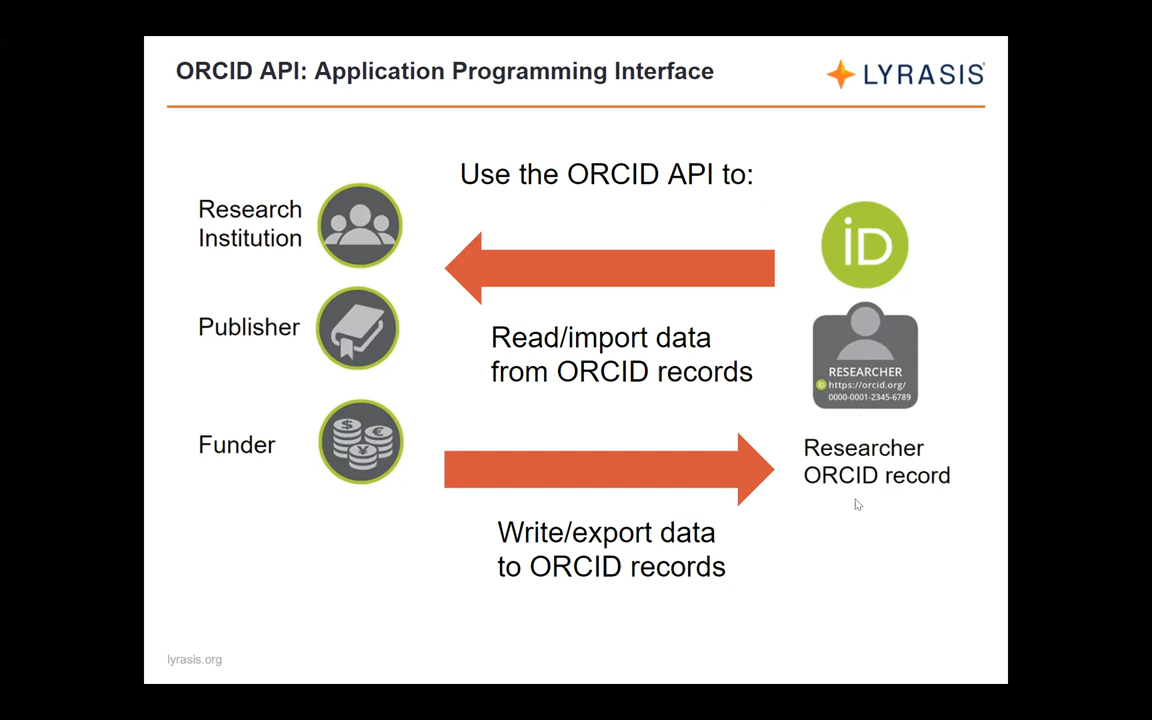 ORCID API: Application Programming Interface
LYRASIS
Use the ORCID API to:
Research
Institution
iD
Publisher
Read/import data
from ORCID records
RESEARCHER
iD https://orcid.org/
0000-0001-2345-6789
$ € ¥
Funder
Researcher
ORCID record
Write/export data
to ORCID records
lyrasis.org